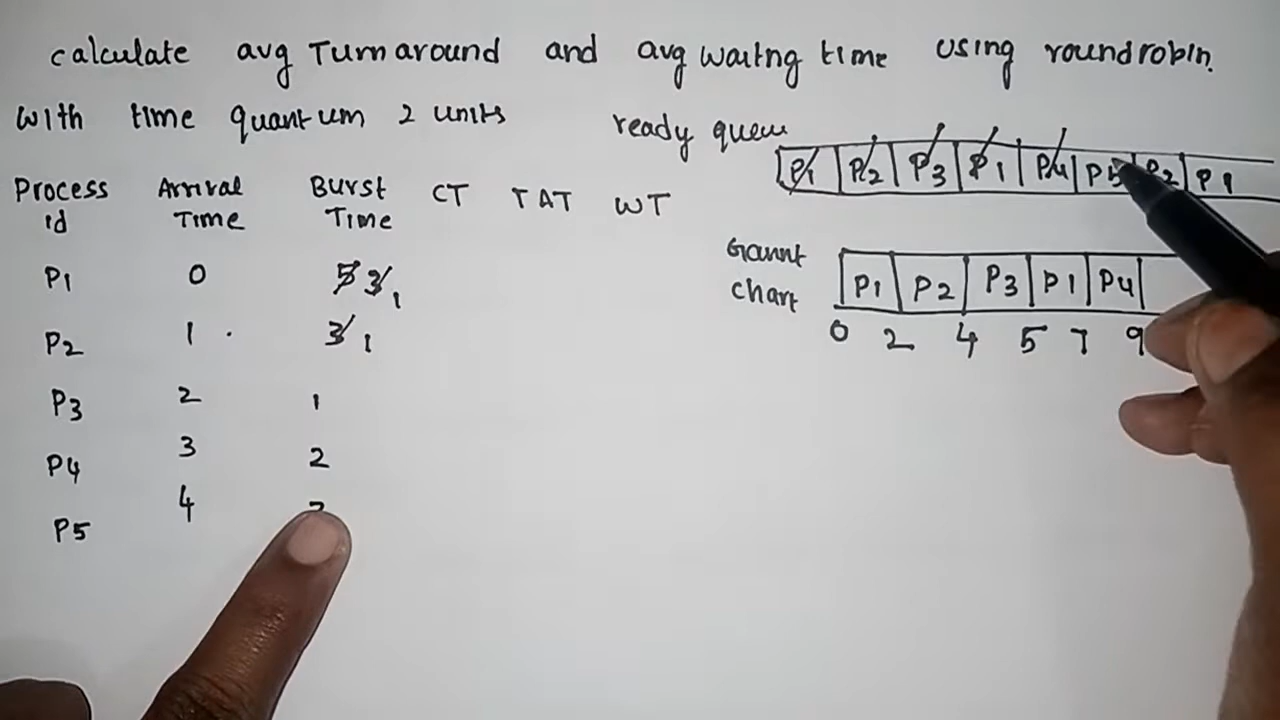 calculate avg Turnaround and avg waitng time using roundrobin.
with time quantum 2 units
ready queue
P1 P2 P3 P1 P4 P5 P2 P1
Process id Arrival Time Burst Time CT TAT WT
P1 0 5 3 1
P2 1 3 1
P3 2 1
P4 3 2
P5 4
Gannt chart
P1 P2 P3 P1 P4
0 2 4 5 7 9